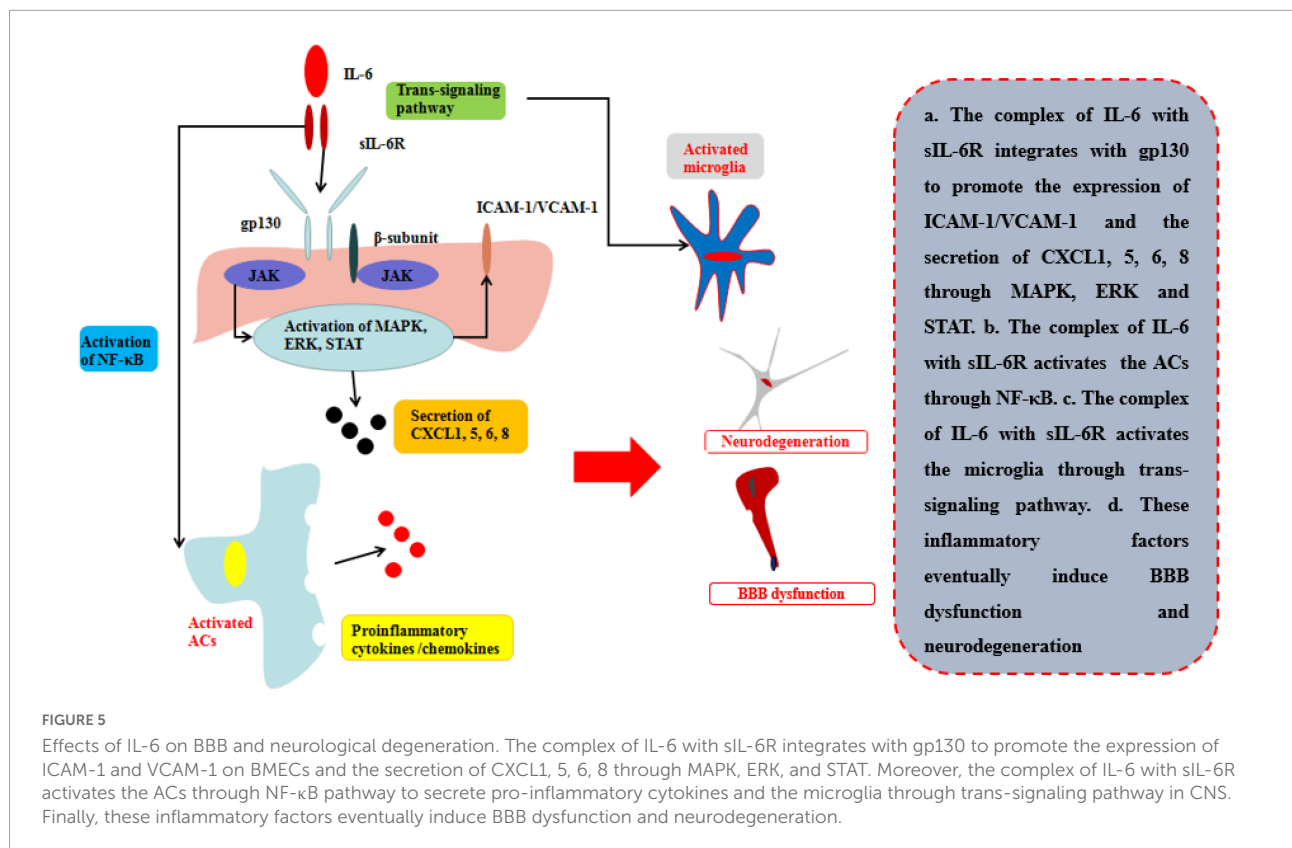 IL-6
Trans-signaling
pathway
sIL-6R
Activated
microglia
gp130
ICAM-1/VCAM-1
β-subunit
JAK
JAK
Activation of MAPK,
ERK, STAT
Activation
of NF-κB
Secretion of
CXCL1, 5, 6, 8
Neurodegeneration
BBB dysfunction
Activated
ACs
Proinflammatory
cytokines /chemokines
a. The complex of IL-6 with
sIL-6R integrates with gp130
to promote the expression of
ICAM-1/VCAM-1 and the
secretion of CXCL1, 5, 6, 8
through MAPK, ERK and
STAT. b. The complex of IL-6
with sIL-6R activates the ACs
through NF-κB. c. The complex
of IL-6 with sIL-6R activates
the microglia through trans-
signaling pathway. d. These
inflammatory factors
eventually induce BBB
dysfunction and
neurodegeneration
FIGURE 5
Effects of IL-6 on BBB and neurological degeneration. The complex of IL-6 with sIL-6R integrates with gp130 to promote the expression of
ICAM-1 and VCAM-1 on BMECs and the secretion of CXCL1, 5, 6, 8 through MAPK, ERK, and STAT. Moreover, the complex of IL-6 with sIL-6R
activates the ACs through NF-κB pathway to secrete pro-inflammatory cytokines and the microglia through trans-signaling pathway in CNS.
Finally, these inflammatory factors eventually induce BBB dysfunction and neurodegeneration.